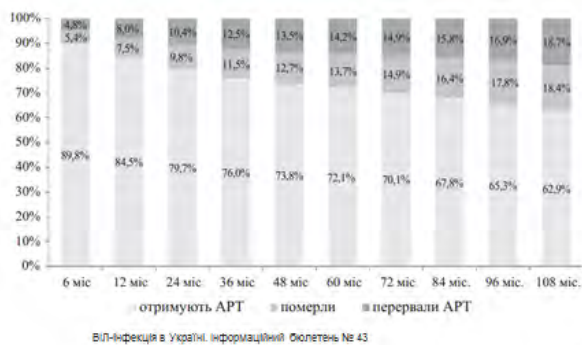 100%
90%
80%
70%
60%
50%
40%
30%
20%
10%
0%
4,8% 8,0% 10,4% 12,5% 13,5% 14,2% 14,9% 15,8% 16,9% 18,7%
5,4% 7,5% 9,8% 11,5% 12,7% 13,7% 14,9% 16,4% 17,8% 18,4%
89,8% 84,5% 79,7% 76,0% 73,8% 72,1% 70,1% 67,8% 65,3% 62,9%
6 міс 12 міс 24 міс 36 міс 48 міс 60 міс 72 міс 84 міс. 96 міс. 108 міс.
отримують АРТ померли перервали АРТ
ВІЛ-інфекція в Україні. Інформаційний бюлетень № 43